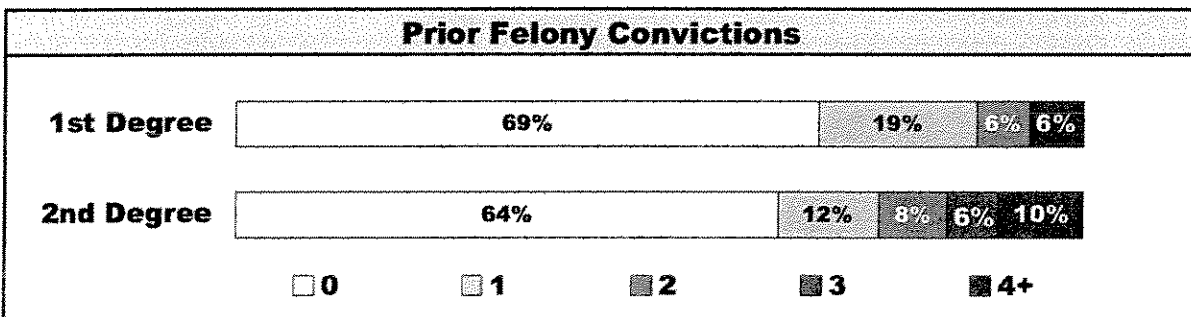 Prior Felony Convictions
1st Degree 69% 19% 6% 6%
2nd Degree 64% 12% 8% 6% 10%
0 1 2 3 4+